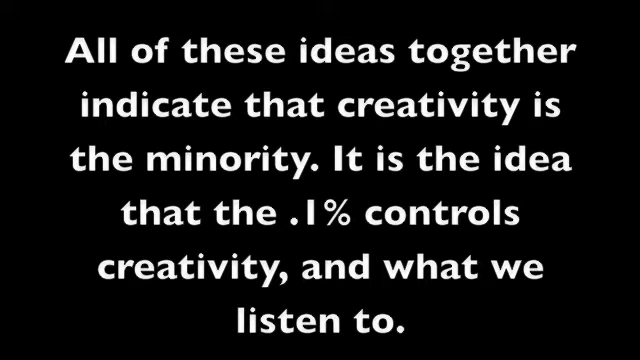 All of these ideas together
indicate that creativity is
the minority. It is the idea
that the .1% controls
creativity, and what we
listen to.